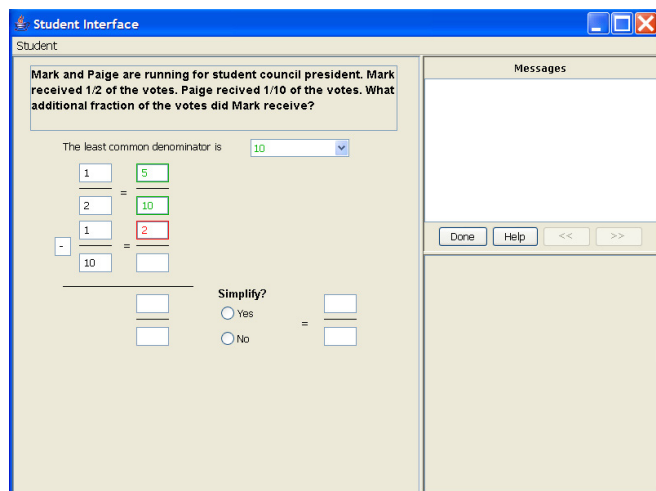 Student Interface
Student
Mark and Paige are running for student council president. Mark
received 1/2 of the votes. Paige recived 1/10 of the votes. What
additional fraction of the votes did Mark receive?
The least of common denominator is 10
1 5
=
2 10
1 2
- =
10
Simplify?
Yes
=
No
Messages
Done Help << >>